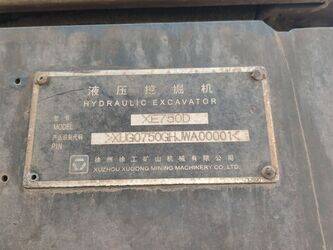 液压挖掘机
HYDRAULIC EXCAVATOR
型号
MODEL XE750D
产品识别代码
PIN >XUG0750GHJWA00001<
徐州徐工矿山机械有限公司
XUZHOU XUGONG MINING MACHINERY CO.,LTD.